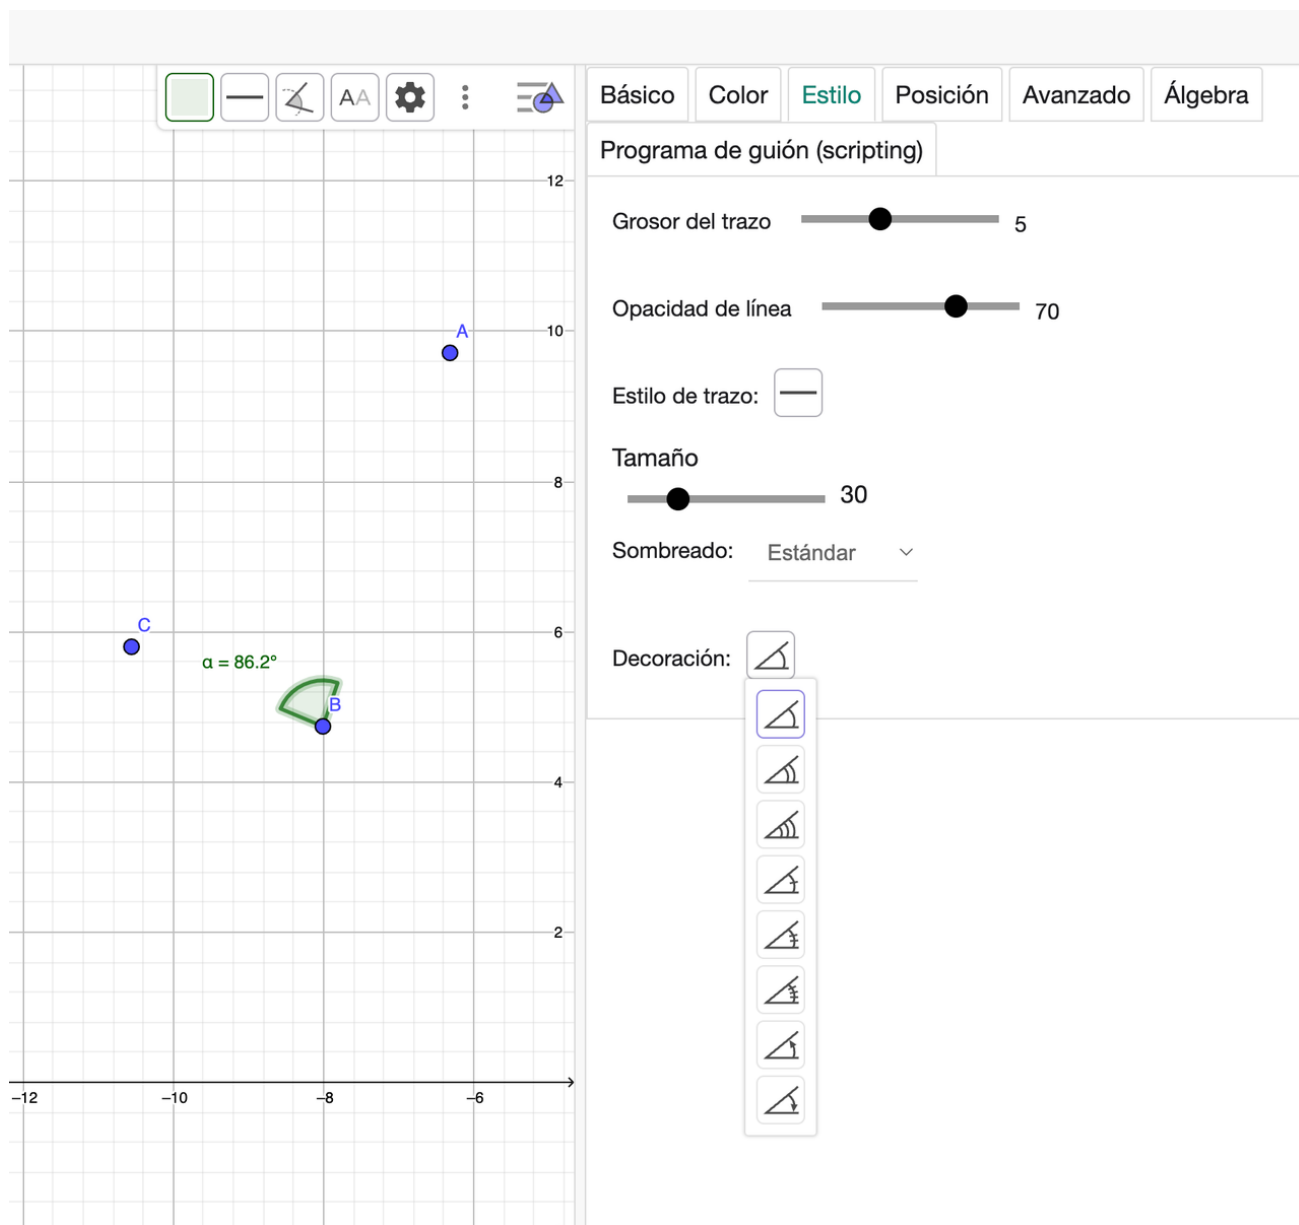 AA
Básico Color Estilo Posición Avanzado Álgebra
Programa de guión (scripting)
12
Grosor del trazo 5
Opacidad de línea 70
10
A
Estilo de trazo:
Tamaño
8
30
Sombreado: Estándar
C
6
α = 86.2°
Decoración:
B
4
2
−12 −10 −8 −6